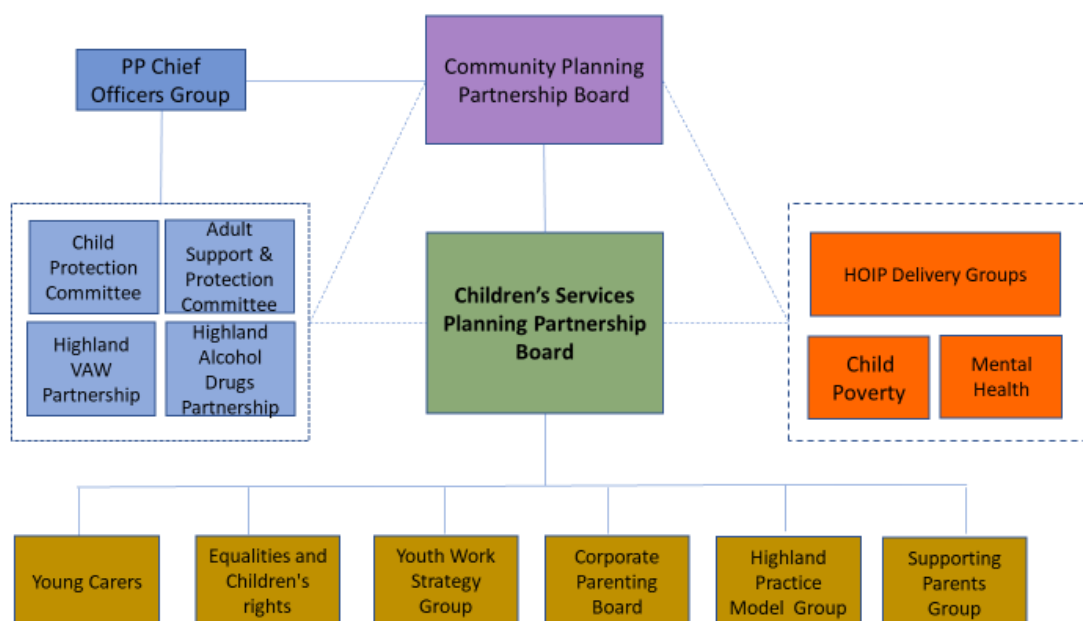 PP Chief
Officers Group
Community Planning
Partnership Board
Child
Protection
Committee
Adult
Support &
Protection
Committee
Highland
VAW
Partnership
Highland
Alcohol
Drugs
Partnership
Children’s Services
Planning Partnership
Board
HOIP Delivery Groups
Child
Poverty
Mental
Health
Young Carers
Equalities and
Children's
rights
Youth Work
Strategy
Group
Corporate
Parenting
Board
Highland
Practice
Model Group
Supporting
Parents
Group